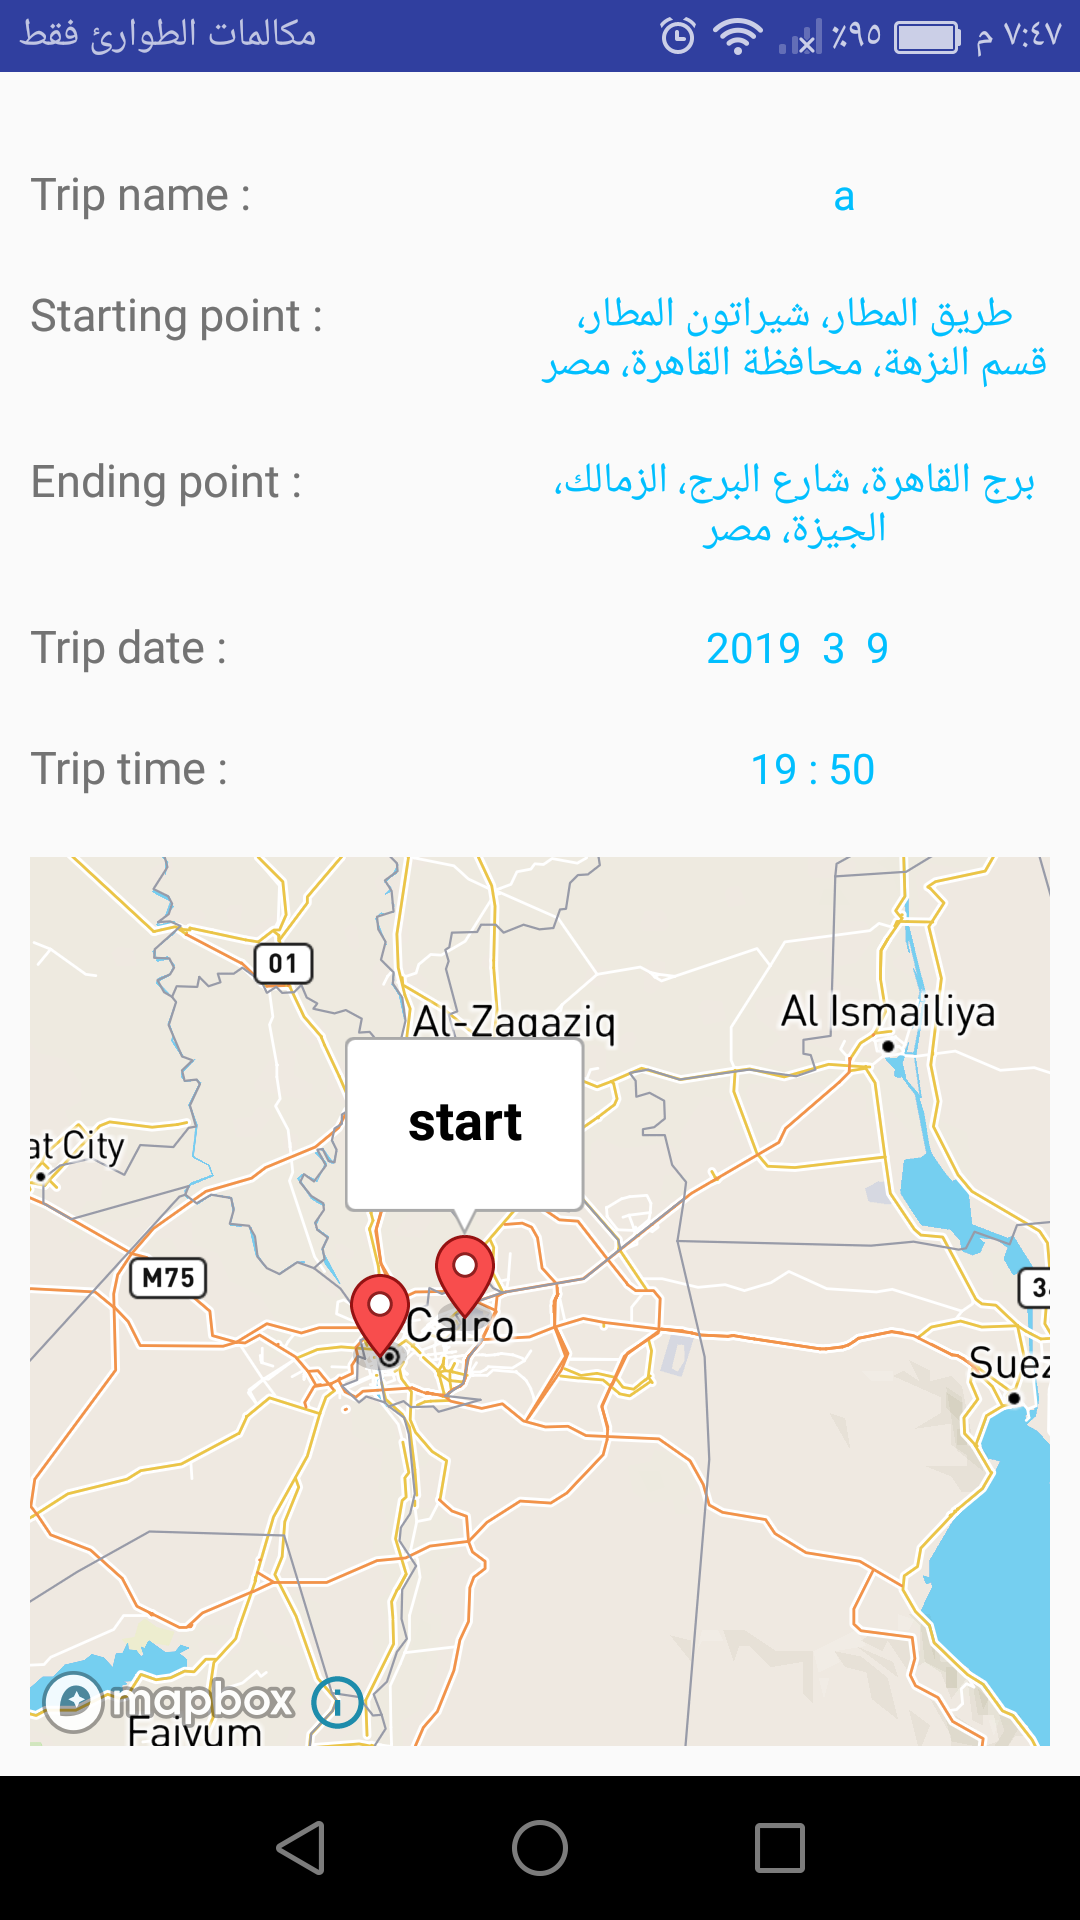 مكالمات الطوارئ فقط ٩٥٪ ٧:٤٧ م
Trip name : a
Starting point : طريق المطار، شيراتون المطار،
قسم النزهة، محافظة القاهرة، مصر
Ending point : برج القاهرة، شارع البرج، الزمالك،
الجيزة، مصر
Trip date : 2019 3 9
Trip time : 19 : 50
01
Al-Zaqaziq
Al Ismailiya
start
at City
M75
3
Cairo
Suez
mapbox
Faiyum